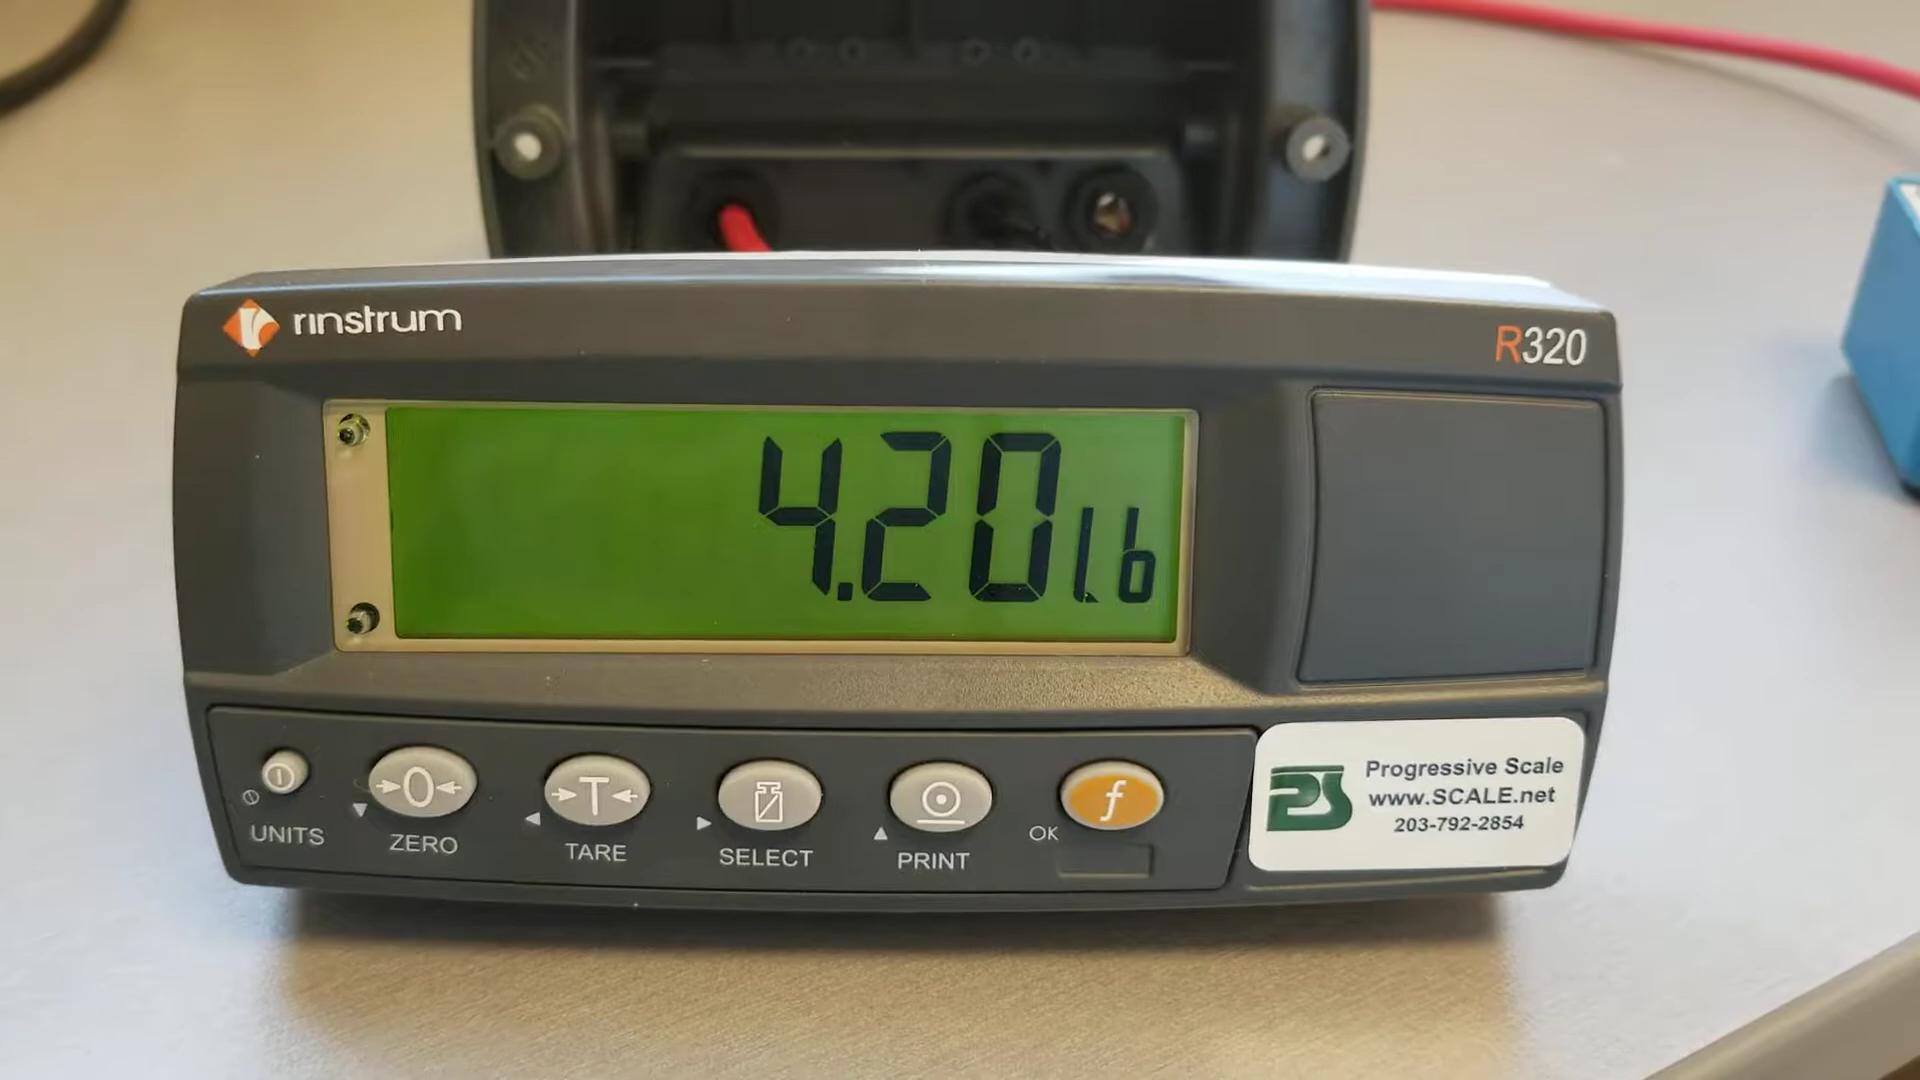 rinstrum
R320
4.20 lb
UNITS
ZERO
T
TARE
SELECT
PRINT
OK
f
PS
Progressive Scale
www.SCALE.net
203-792-2854